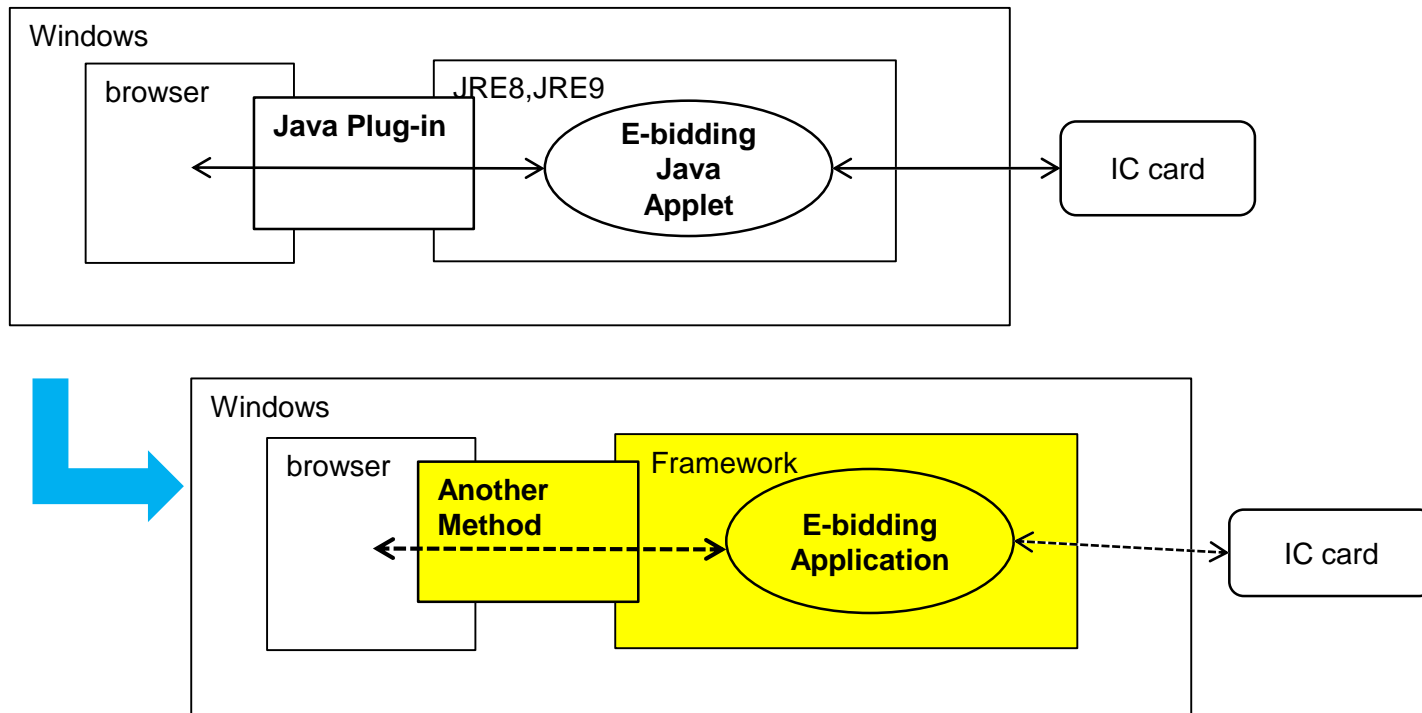 Windows
browser
JRE8,JRE9
Java Plug-in
E-bidding
Java
Applet
IC card
Windows
browser
Framework
Another
Method
E-bidding
Application
IC card